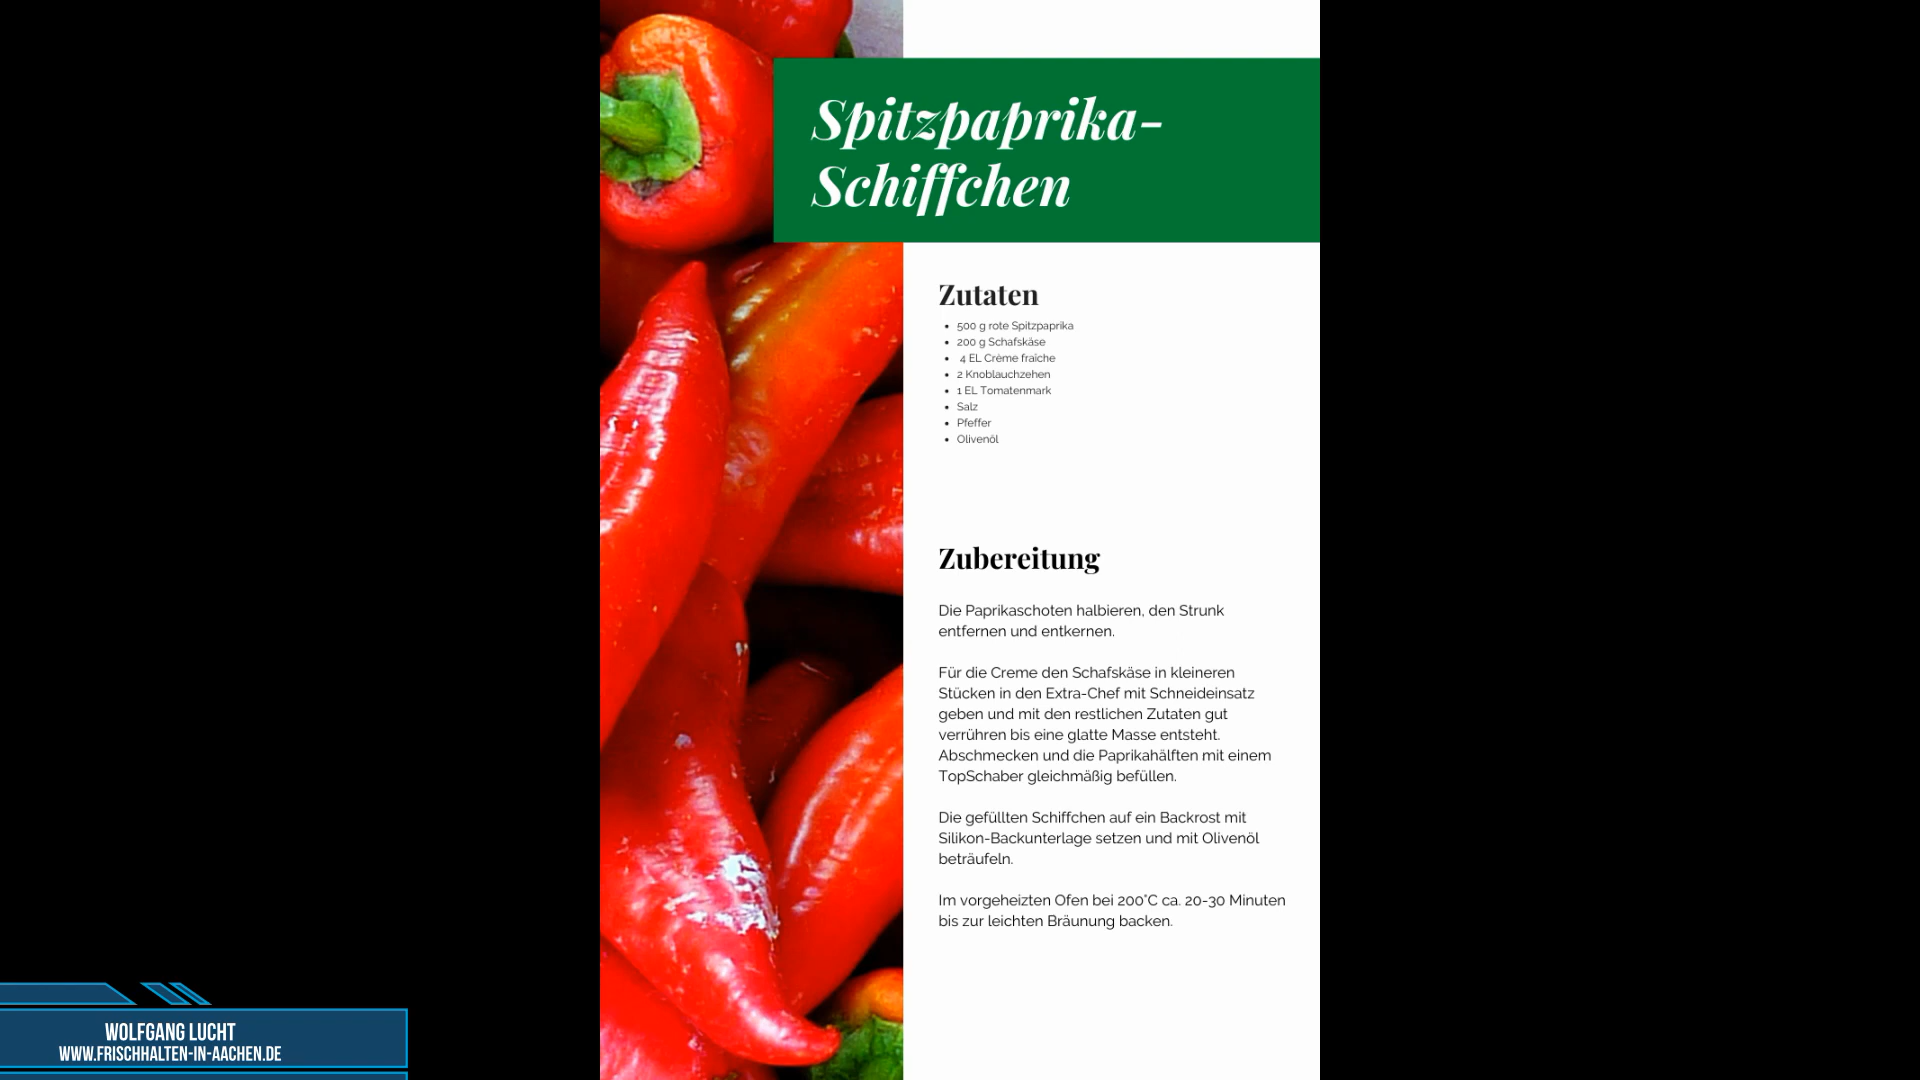 Spitzpaprika-
Schiffchen
Zutaten
• 500 g rote Spitzpaprika
• 200 g Schafskäse
• 4 EL Crème fraîche
• 2 Knoblauchzehen
• 1 EL Tomatenmark
• Salz
• Pfeffer
• Olivenöl
Zubereitung
Die Paprikaschoten halbieren, den Strunk
entfernen und entkernen.
Für die Creme den Schafskäse in kleineren
Stücken in den Extra-Chef mit Schneideinsatz
geben und mit den restlichen Zutaten gut
verrühren bis eine glatte Masse entsteht.
Abschmecken und die Paprikahälften mit einem
TopSchaber gleichmäßig befüllen.
Die gefüllten Schiffchen auf ein Backrost mit
Silikon-Backunterlage setzen und mit Olivenöl
beträufeln.
Im vorgeheizten Ofen bei 200°C ca. 20-30 Minuten
bis zur leichten Bräunung backen.
WOLFGANG LUCHT
WWW.FRISCHHALTEN-IN-AACHEN.DE